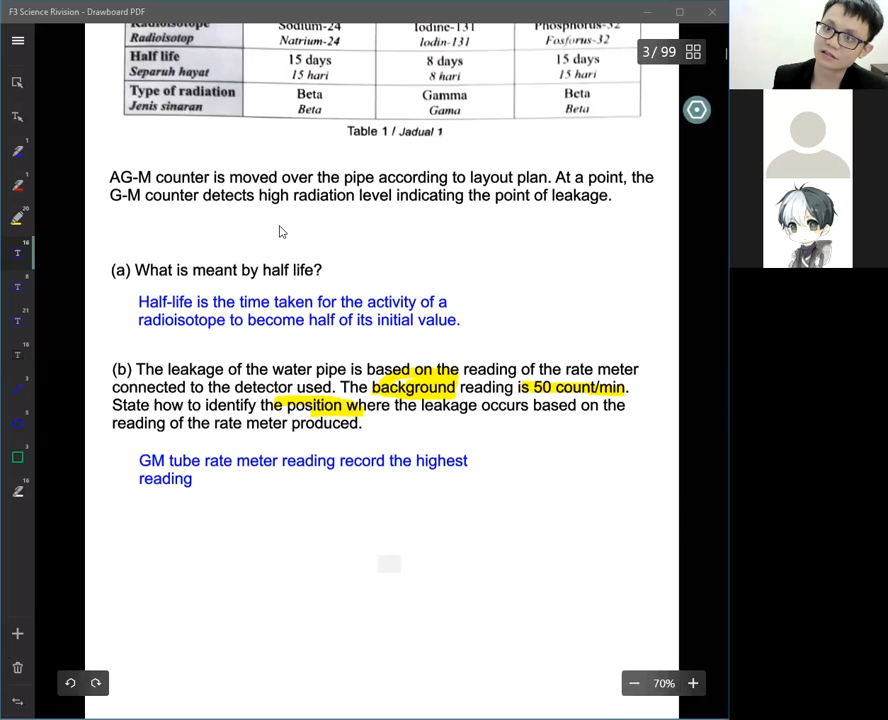 F3 Science Rivision - Drawboard PDF
Radioisotope Sodium-24 Iodine-131 Phosphorus-32
Radioisotop Natrium-24 Iodin-131 Fosforus-32
3 / 99
Half life 15 days 8 days 15 days
Separuh hayat 15 hari 8 hari 15 hari
Type of radiation Beta Gamma Beta
Jenis sinaran Beta Gama Beta
Table 1 / Jadual 1
AG-M counter is moved over the pipe according to layout plan. At a point, the
G-M counter detects high radiation level indicating the point of leakage.
(a) What is meant by half life?
Half-life is the time taken for the activity of a
radioisotope to become half of its initial value.
(b) The leakage of the water pipe is based on the reading of the rate meter
connected to the detector used. The background reading is 50 count/min.
State how to identify the position where the leakage occurs based on the
reading of the rate meter produced.
GM tube rate meter reading record the highest
reading
70%